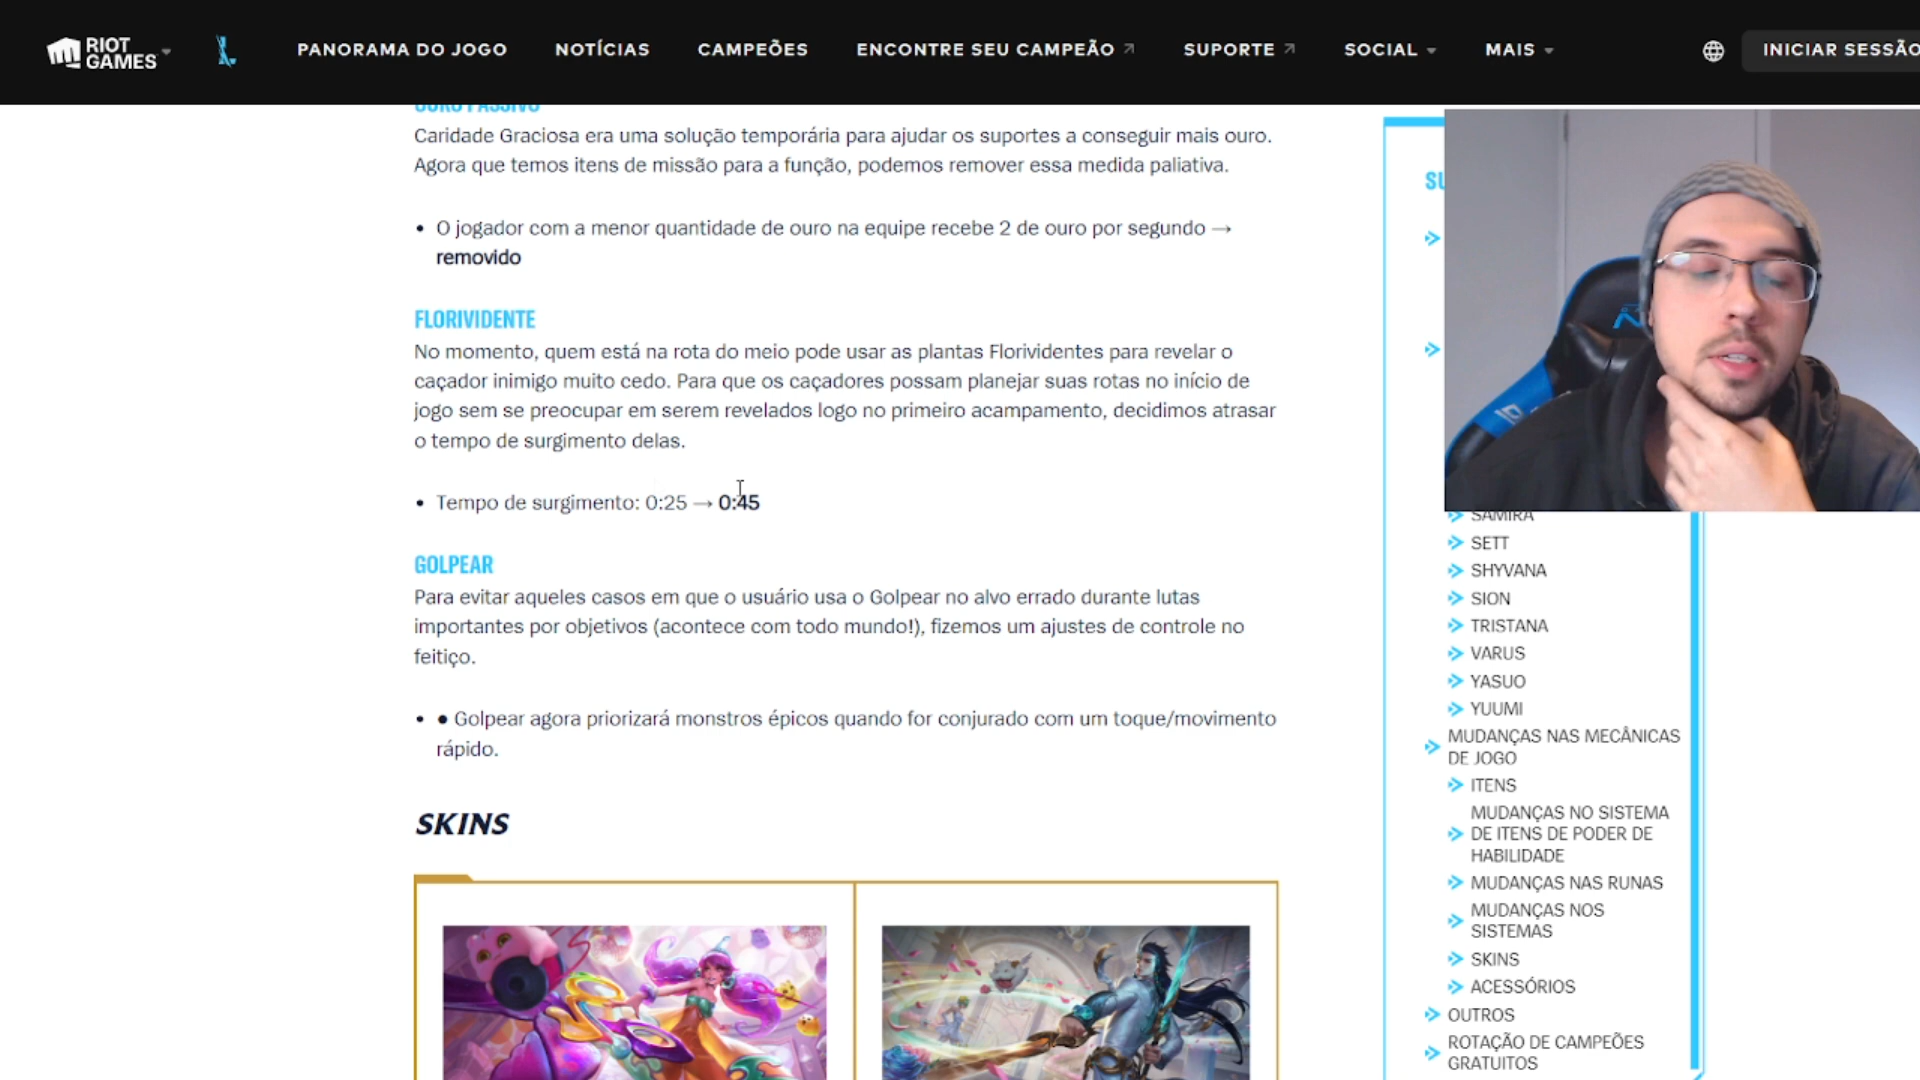 RIOT GAMES
PANORAMA DO JOGO
NOTÍCIAS
CAMPEÕES
ENCONTRE SEU CAMPEÃO
SUPORTE
SOCIAL
MAIS
INICIAR SESSÃO
OURO PASSIVO
Caridade Graciosa era uma solução temporária para ajudar os suportes a conseguir mais ouro.
Agora que temos itens de missão para a função, podemos remover essa medida paliativa.
• O jogador com a menor quantidade de ouro na equipe recebe 2 de ouro por segundo →
removido
FLORIVIDENTE
No momento, quem está na rota do meio pode usar as plantas Florividentes para revelar o
caçador inimigo muito cedo. Para que os caçadores possam planejar suas rotas no início de
jogo sem se preocupar em serem revelados logo no primeiro acampamento, decidimos atrasar
o tempo de surgimento delas.
• Tempo de surgimento: 0:25 → 0:45
GOLPEAR
Para evitar aqueles casos em que o usuário usa o Golpear no alvo errado durante lutas
importantes por objetivos (acontece com todo mundo!), fizemos um ajustes de controle no
feitiço.
• ● Golpear agora priorizará monstros épicos quando for conjurado com um toque/movimento
rápido.
SKINS
SU
SAMIRA
SETT
SHYVANA
SION
TRISTANA
VARUS
YASUO
YUUMI
MUDANÇAS NAS MECÂNICAS
DE JOGO
ITENS
MUDANÇAS NO SISTEMA
DE ITENS DE PODER DE
HABILIDADE
MUDANÇAS NAS RUNAS
MUDANÇAS NOS
SISTEMAS
SKINS
ACESSÓRIOS
OUTROS
ROTAÇÃO DE CAMPEÕES
GRATUITOS